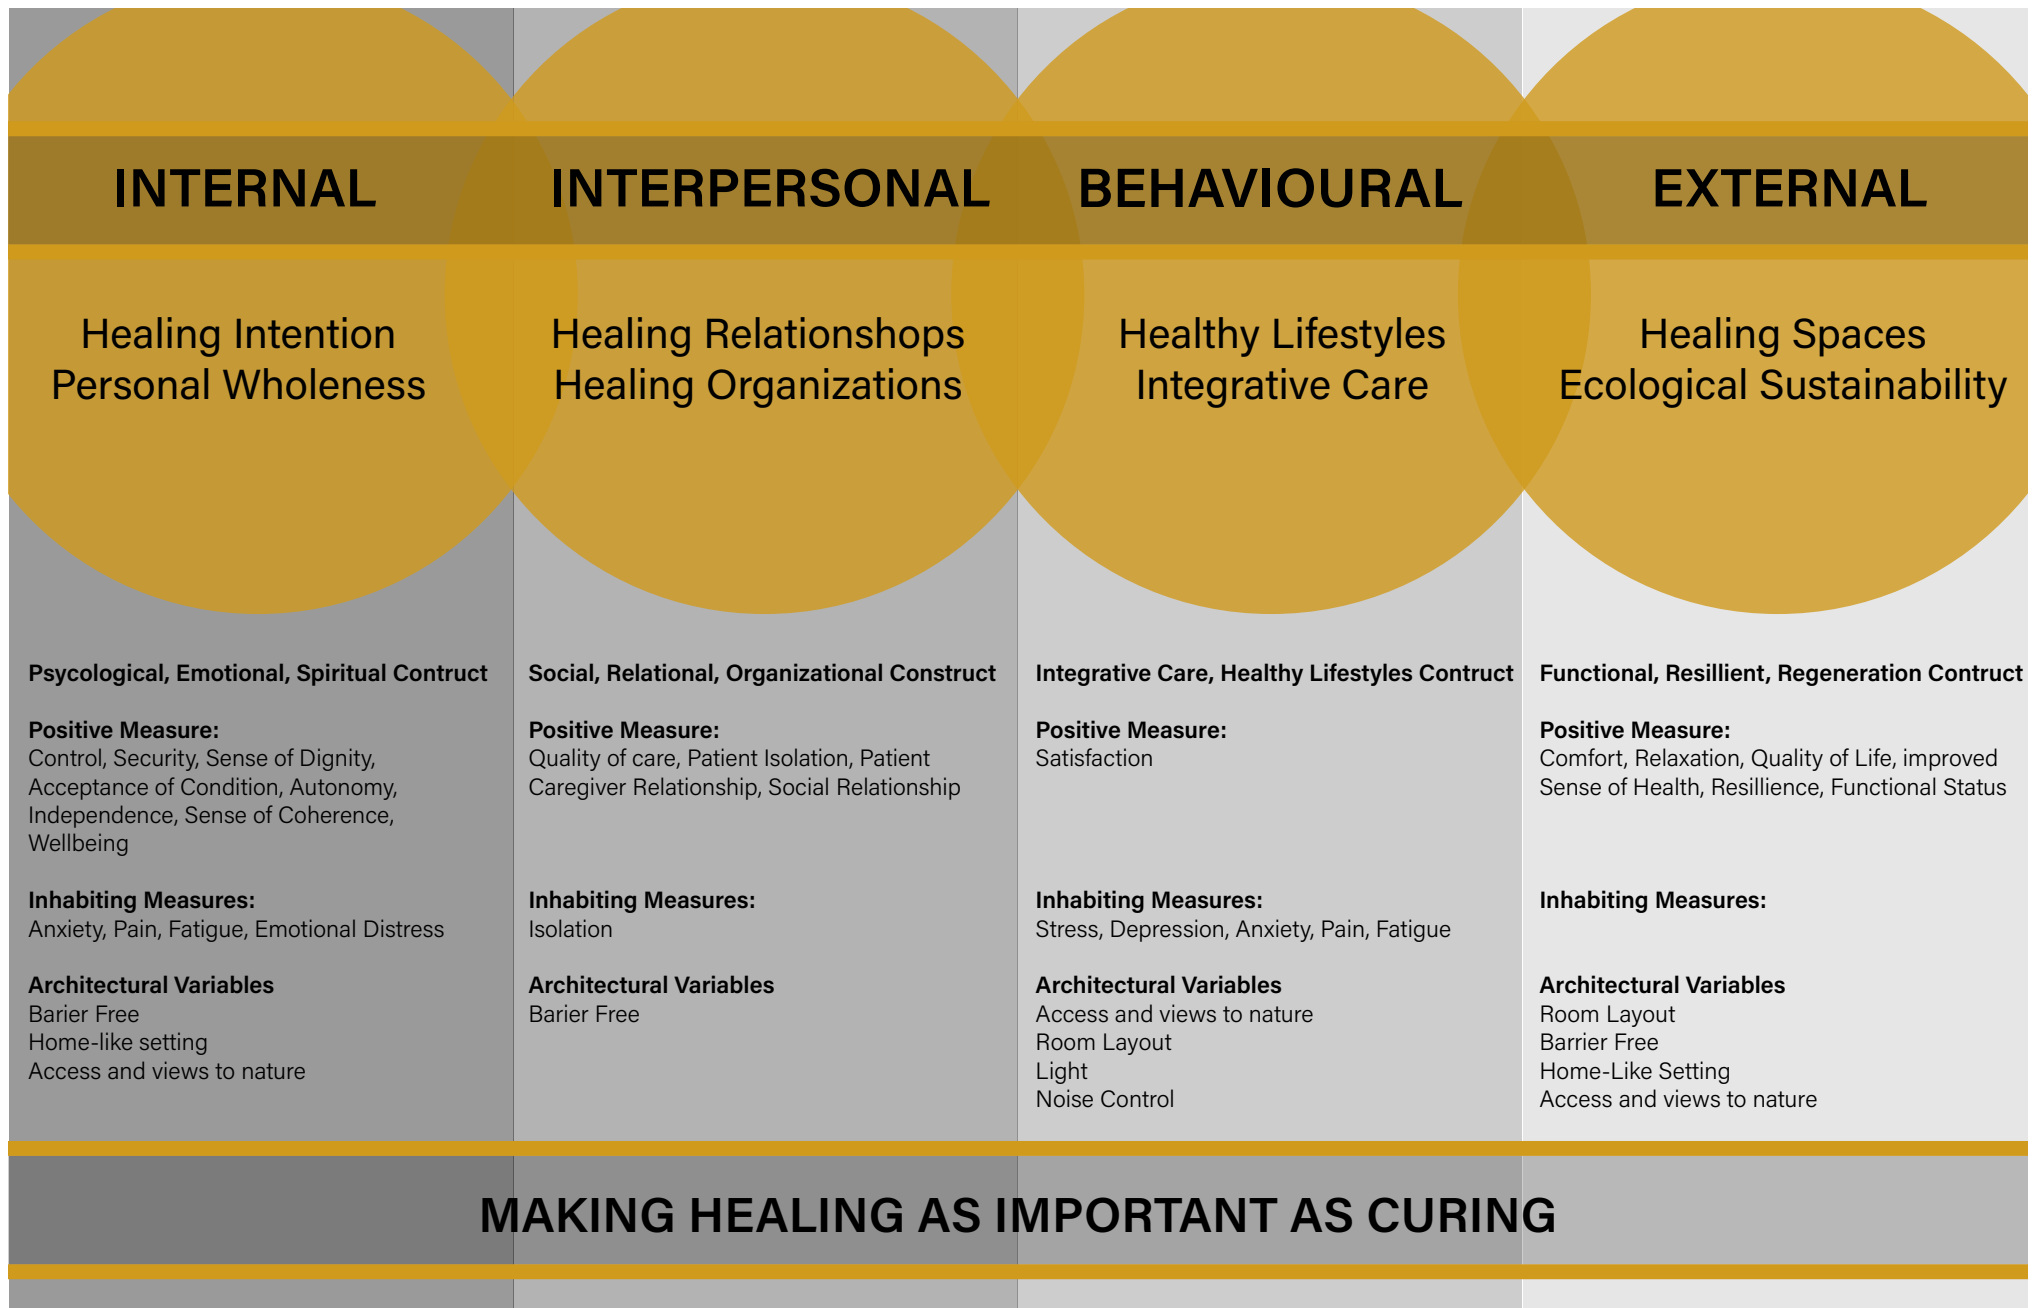 INTERNAL
INTERPERSONAL
BEHAVIOURAL
EXTERNAL
Healing Intention
Personal Wholeness
Healing Relationshops
Healing Organizations
Healthy Lifestyles
Integrative Care
Healing Spaces
Ecological Sustainability
Psycological, Emotional, Spiritual Contruct
Positive Measure:
Control, Security, Sense of Dignity,
Acceptance of Condition, Autonomy,
Independence, Sense of Coherence,
Wellbeing
Inhabiting Measures:
Anxiety, Pain, Fatigue, Emotional Distress
Architectural Variables
Barier Free
Home-like setting
Access and views to nature
Social, Relational, Organizational Construct
Positive Measure:
Quality of care, Patient Isolation, Patient
Caregiver Relationship, Social Relationship
Inhabiting Measures:
Isolation
Architectural Variables
Barier Free
Integrative Care, Healthy Lifestyles Contruct
Positive Measure:
Satisfaction
Inhabiting Measures:
Stress, Depression, Anxiety, Pain, Fatigue
Architectural Variables
Access and views to nature
Room Layout
Light
Noise Control
Functional, Resillient, Regeneration Contruct
Positive Measure:
Comfort, Relaxation, Quality of Life, improved
Sense of Health, Resillience, Functional Status
Inhabiting Measures:
Architectural Variables
Room Layout
Barrier Free
Home-Like Setting
Access and views to nature
MAKING HEALING AS IMPORTANT AS CURING